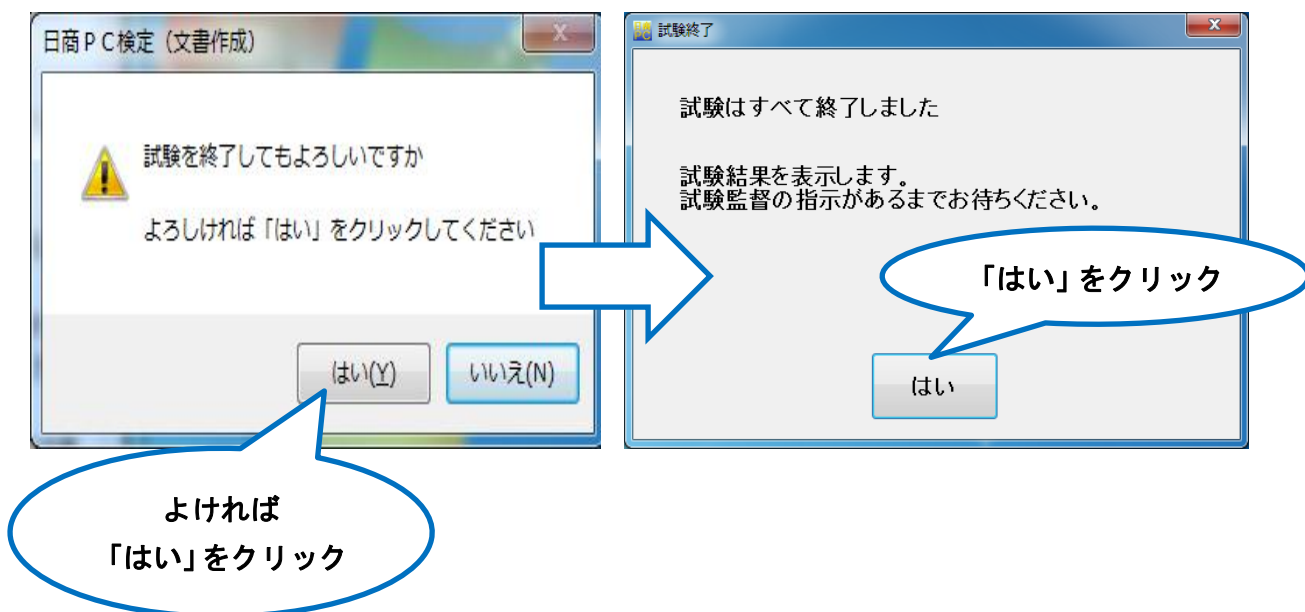 日商ＰＣ検定（文書作成）
試験を終了してもよろしいですか
よろしければ「はい」をクリックしてください
はい(Y)
いいえ(N)
よければ
「はい」をクリック
試験終了
試験はすべて終了しました
試験結果を表示します。
試験監督の指示があるまでお待ちください。
「はい」をクリック
はい